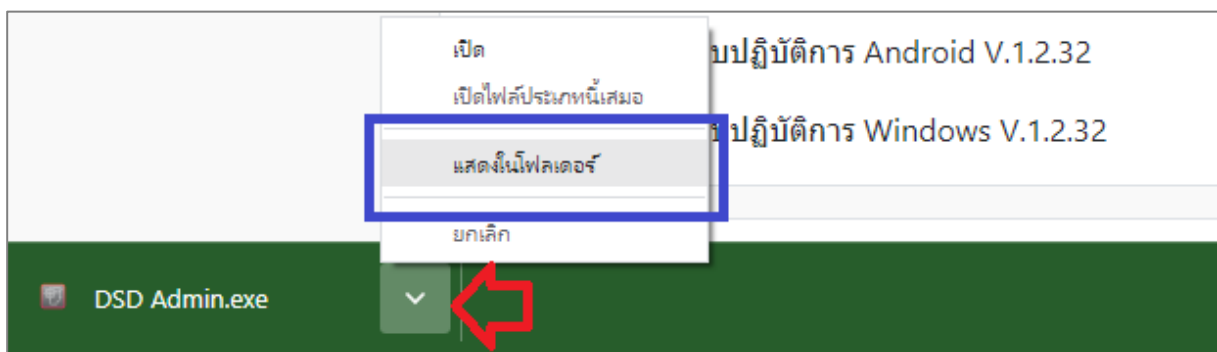 เปิด
บปฏิบัติการ Android V.1.2.32
เปิดไฟล์ประเภทนี้เสมอ
ปฏิบัติการ Windows V.1.2.32
แสดงในโฟลเดอร์
ยกเลิก
DSD Admin.exe